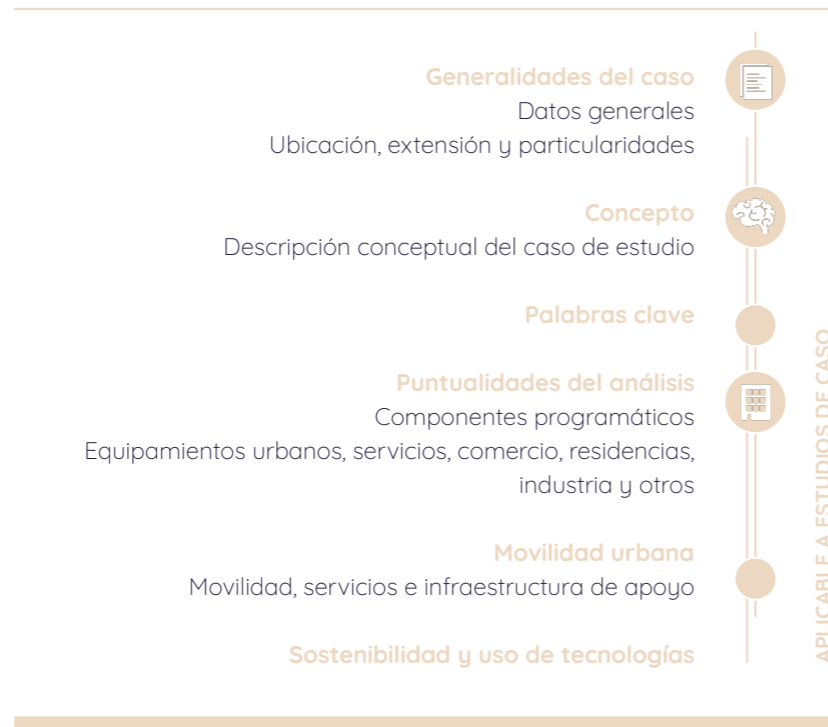 Generalidades del caso
Datos generales
Ubicación, extensión y particularidades
Concepto
Descripción conceptual del caso de estudio
Palabras clave
Puntualidades del análisis
Componentes programáticos
Equipamientos urbanos, servicios, comercio, residencias,
industria y otros
Movilidad urbana
Movilidad, servicios e infraestructura de apoyo
Sostenibilidad y uso de tecnologías
APLICABLE A ESTUDIOS DE CASO